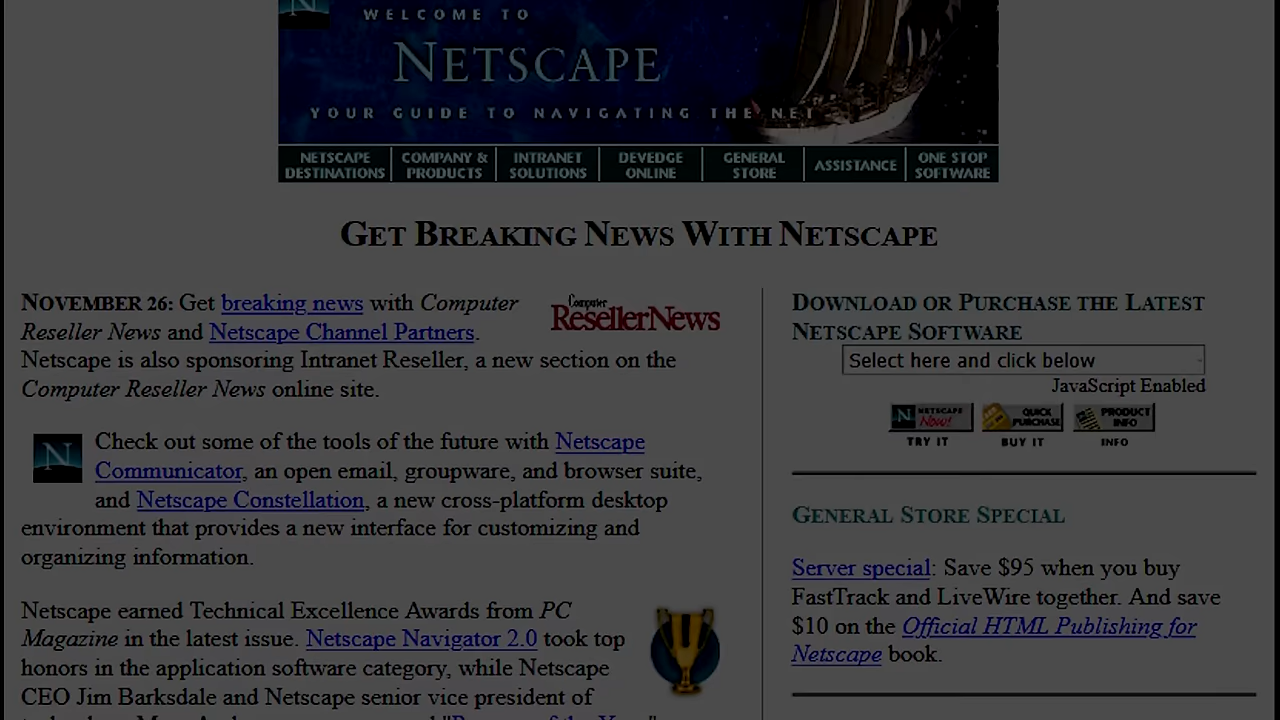 N
WELCOME TO
NETSCAPE
YOUR GUIDE TO NAVIGATING THE NET
NETSCAPE DESTINATIONS
COMPANY & PRODUCTS
INTRANET SOLUTIONS
DEVEDGE ONLINE
GENERAL STORE
ASSISTANCE
ONE STOP SOFTWARE
GET BREAKING NEWS WITH NETSCAPE
NOVEMBER 26: Get breaking news with Computer
Reseller News and Netscape Channel Partners.
Netscape is also sponsoring Intranet Reseller, a new section on the
Computer Reseller News online site.
Computer
ResellerNews
N
Check out some of the tools of the future with Netscape
Communicator, an open email, groupware, and browser suite,
and Netscape Constellation, a new cross-platform desktop
environment that provides a new interface for customizing and
organizing information.
Netscape earned Technical Excellence Awards from PC
Magazine in the latest issue. Netscape Navigator 2.0 took top
honors in the application software category, while Netscape
CEO Jim Barksdale and Netscape senior vice president of
DOWNLOAD OR PURCHASE THE LATEST
NETSCAPE SOFTWARE
Select here and click below
JavaScript Enabled
N NETSCAPE Now!
QUICK PURCHASE
PRODUCT INFO
TRY IT
BUY IT
INFO
GENERAL STORE SPECIAL
Server special: Save $95 when you buy
FastTrack and LiveWire together. And save
$10 on the Official HTML Publishing for
Netscape book.